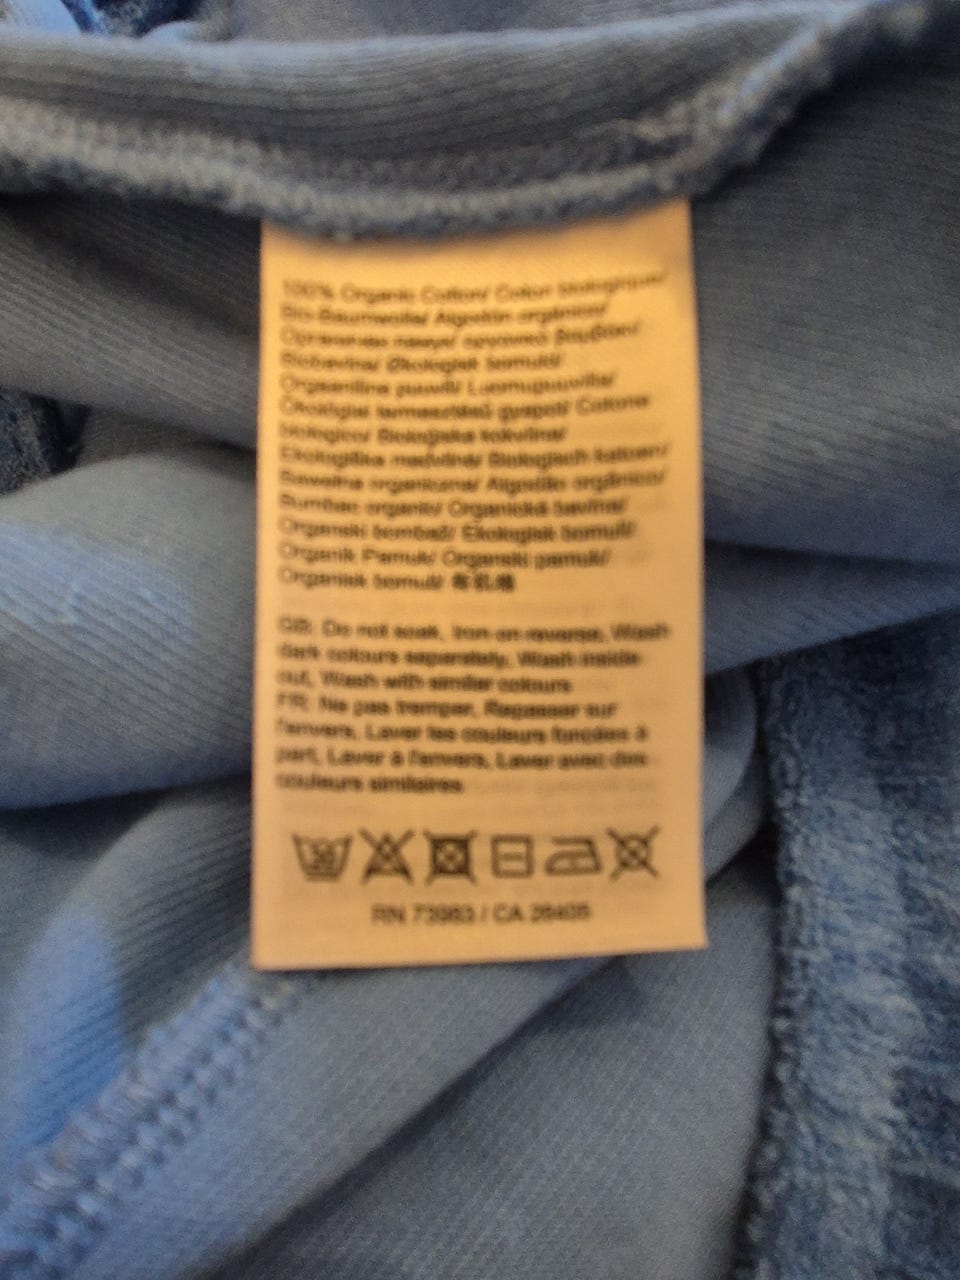 100% Organic Cotton/ Coton biologique/
Bio-Baumwolle/ Algodón orgánico/
Органичен памук/ οργανικό βαμβάκι/
Biobavlna/ Økologisk bomuld/
Orgaaniline puuvill/ Luomupuuvilla/
Ökológiai termesztésű gyapot/ Cotone
biologico/ Bioloģiska kokvilna/
Ekologiška medvilnė/ Biologisch katoen/
Bawełna organiczna/ Algodão orgânico/
Bumbac organic/ Organická bavlna/
Organski bombaž/ Ekologisk bomull/
Organik Pamuk/ Organski pamuk/
Organisk bomull/ 有机棉
GB: Do not soak, Iron on reverse, Wash
dark colours separately, Wash inside
out, Wash with similar colours
FR: Ne pas tremper, Repasser sur
l'envers, Laver les couleurs foncées à
part, Laver à l'envers, Laver avec des
couleurs similaires
30
RN 73963 / CA